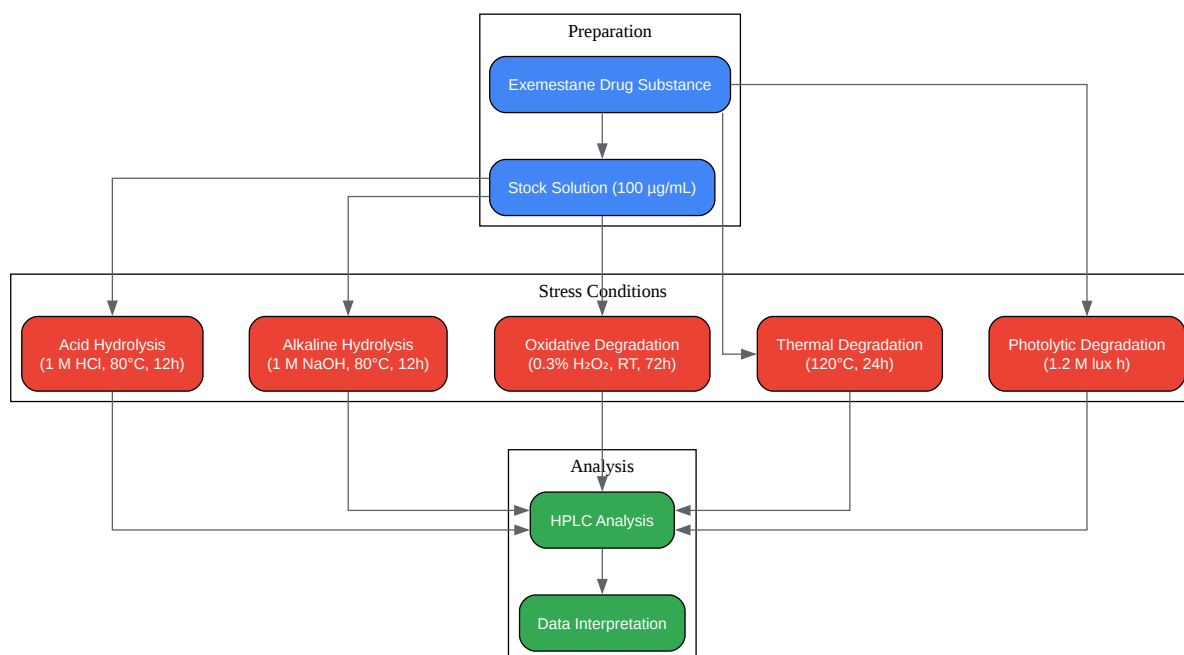 Preparation
Exemestane Drug Substance
Stock Solution (100 µg/mL)
Stress Conditions
Acid Hydrolysis
(1 M HCl, 80°C, 12h)
Alkaline Hydrolysis
(1 M NaOH, 80°C, 12h)
Oxidative Degradation
(0.3% H₂O₂, RT, 72h)
Thermal Degradation
(120°C, 24h)
Photolytic Degradation
(1.2 M lux h)
Analysis
HPLC Analysis
Data Interpretation